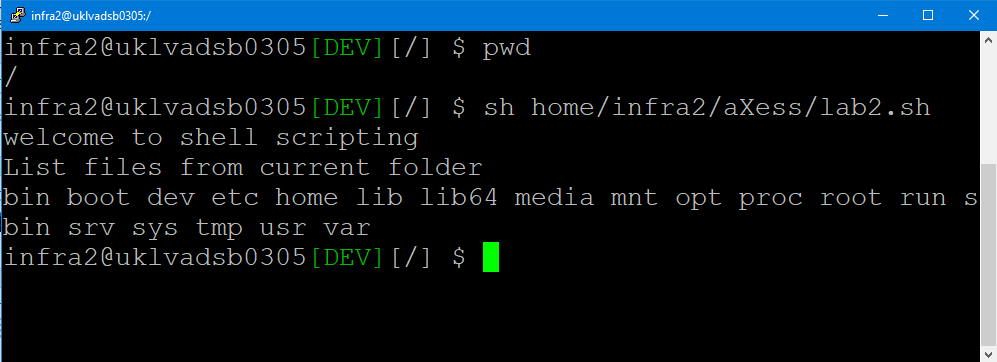 infra2@uklvadsb0305:/
infra2@uklvadsb0305[DEV][/] $ pwd
/
infra2@uklvadsb0305[DEV][/] $ sh home/infra2/aXess/lab2.sh
welcome to shell scripting
List files from current folder
bin boot dev etc home lib lib64 media mnt opt proc root run s
bin srv sys tmp usr var
infra2@uklvadsb0305[DEV][/] $